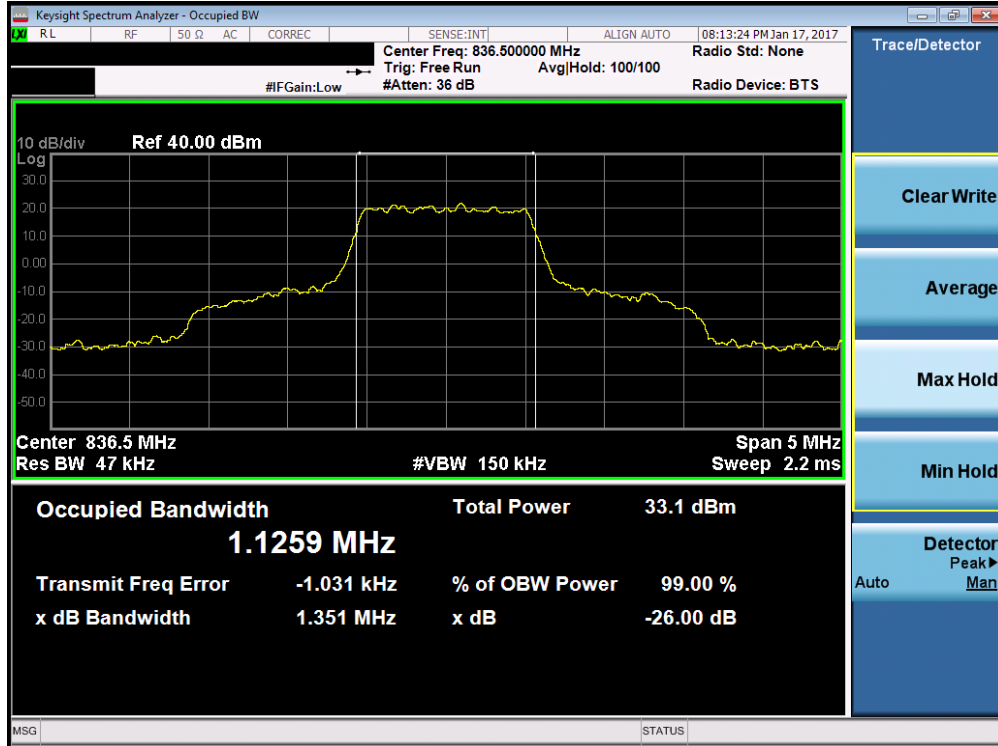 Keysight Spectrum Analyzer - Occupied BW
LXI RL RF 50 Ω AC CORREC SENSE:INT ALIGN AUTO 08:13:24 PM Jan 17, 2017
Center Freq: 836.500000 MHz Radio Std: None
Trig: Free Run Avg|Hold: 100/100
#IFGain:Low #Atten: 36 dB Radio Device: BTS
Trace/Detector
10 dB/div Ref 40.00 dBm
Log
30.0
20.0
10.0
0.00
-10.0
-20.0
-30.0
-40.0
-50.0
Center 836.5 MHz Span 5 MHz
Res BW 47 kHz #VBW 150 kHz Sweep 2.2 ms
Occupied Bandwidth Total Power 33.1 dBm
1.1259 MHz
Transmit Freq Error -1.031 kHz % of OBW Power 99.00 %
x dB Bandwidth 1.351 MHz x dB -26.00 dB
Clear Write
Average
Max Hold
Min Hold
Detector
Peak▶
Auto Man
MSG STATUS